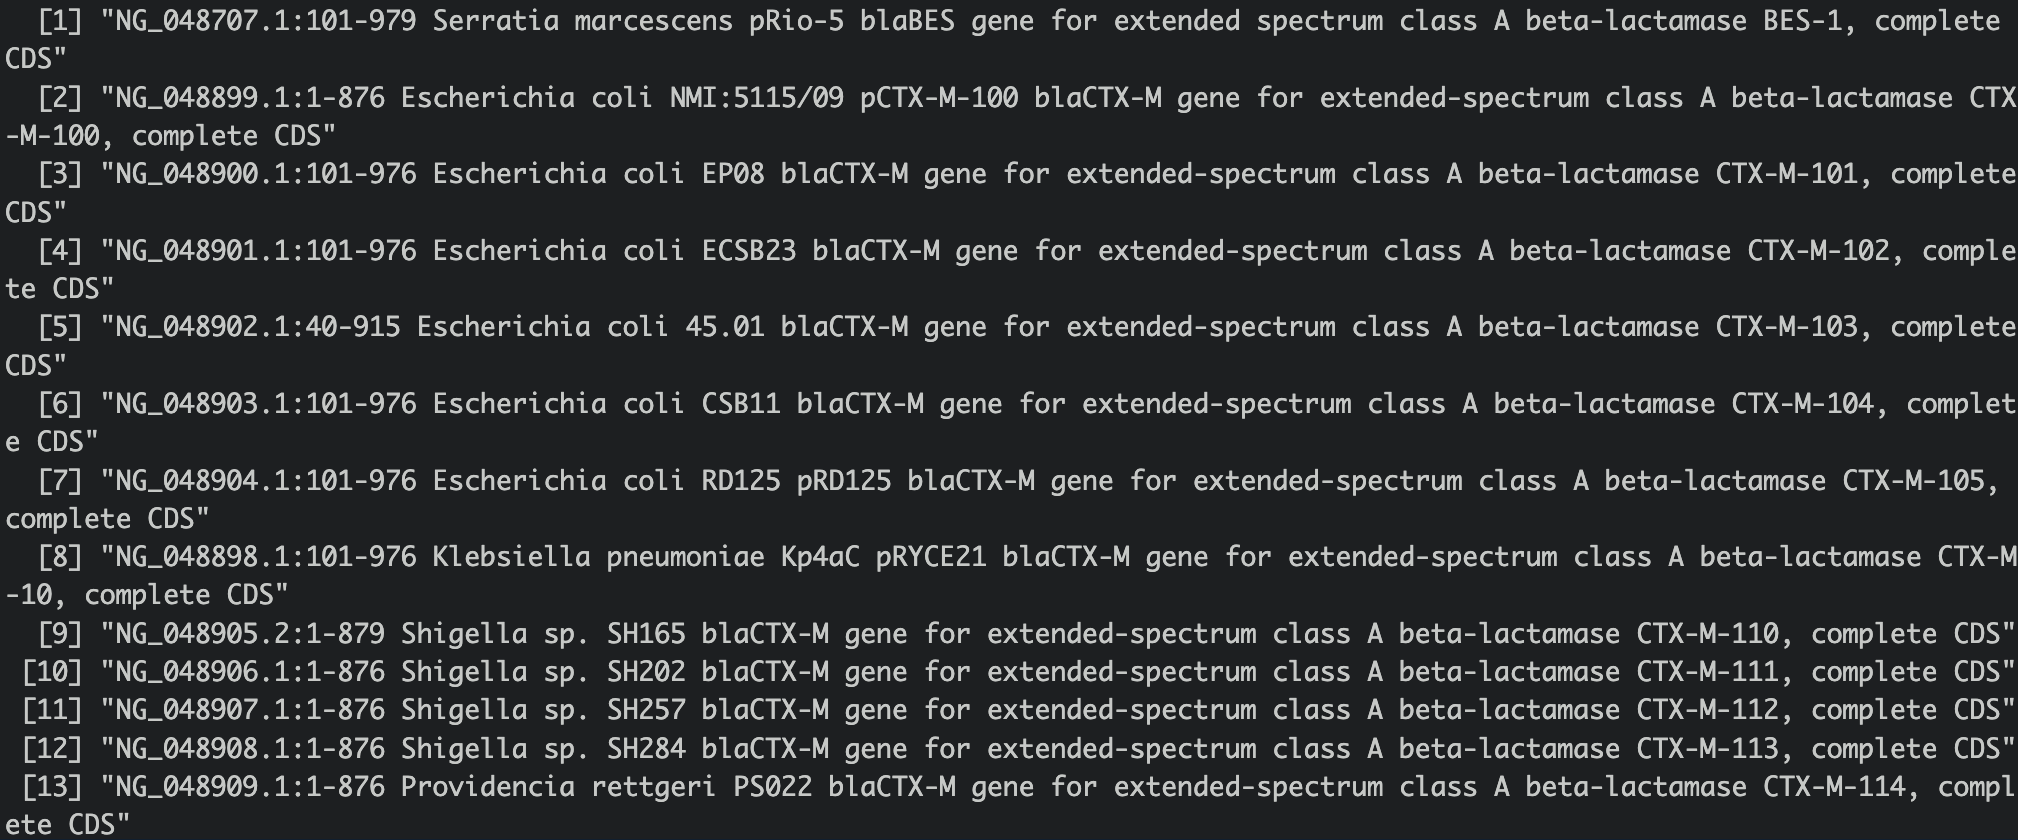 [1] "NG_048707.1:101-979 Serratia marcescens pRio-5 blaBES gene for extended spectrum class A beta-lactamase BES-1, complete
CDS"
[2] "NG_048899.1:1-876 Escherichia coli NMI:5115/09 pCTX-M-100 blaCTX-M gene for extended-spectrum class A beta-lactamase CTX
-M-100, complete CDS"
[3] "NG_048900.1:101-976 Escherichia coli EP08 blaCTX-M gene for extended-spectrum class A beta-lactamase CTX-M-101, complete
CDS"
[4] "NG_048901.1:101-976 Escherichia coli ECSB23 blaCTX-M gene for extended-spectrum class A beta-lactamase CTX-M-102, comple
te CDS"
[5] "NG_048902.1:40-915 Escherichia coli 45.01 blaCTX-M gene for extended-spectrum class A beta-lactamase CTX-M-103, complete
CDS"
[6] "NG_048903.1:101-976 Escherichia coli CSB11 blaCTX-M gene for extended-spectrum class A beta-lactamase CTX-M-104, complet
e CDS"
[7] "NG_048904.1:101-976 Escherichia coli RD125 pRD125 blaCTX-M gene for extended-spectrum class A beta-lactamase CTX-M-105,
complete CDS"
[8] "NG_048898.1:101-976 Klebsiella pneumoniae Kp4aC pRYCE21 blaCTX-M gene for extended-spectrum class A beta-lactamase CTX-M
-10, complete CDS"
[9] "NG_048905.2:1-879 Shigella sp. SH165 blaCTX-M gene for extended-spectrum class A beta-lactamase CTX-M-110, complete CDS"
[10] "NG_048906.1:1-876 Shigella sp. SH202 blaCTX-M gene for extended-spectrum class A beta-lactamase CTX-M-111, complete CDS"
[11] "NG_048907.1:1-876 Shigella sp. SH257 blaCTX-M gene for extended-spectrum class A beta-lactamase CTX-M-112, complete CDS"
[12] "NG_048908.1:1-876 Shigella sp. SH284 blaCTX-M gene for extended-spectrum class A beta-lactamase CTX-M-113, complete CDS"
[13] "NG_048909.1:1-876 Providencia rettgeri PS022 blaCTX-M gene for extended-spectrum class A beta-lactamase CTX-M-114, compl
ete CDS"